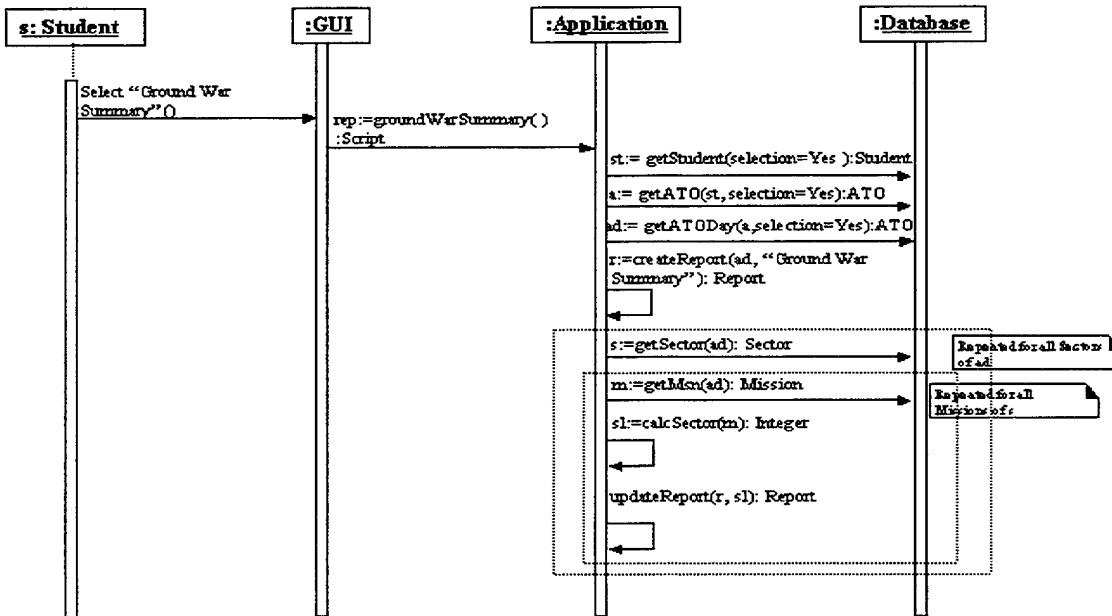 s: Student
:GUI
:Application
:Database
Select “Ground War
Summary”()
rep:=groundWarSummary( )
:Script
st:= getStudent(selection=Yes ):Student
a:= getATO(st, selection=Yes):ATO
ad:= getATODay(a,selection=Yes):ATO
r:=createReport(ad, “Ground War
Summary”): Report
s:=getSector(ad): Sector
Repeated for all Sectors
of ad
m:=getMsn(ad): Mission
Repeated for all
Missions of s
sl:=calcSector(m): Integer
updateReport(r, sl): Report